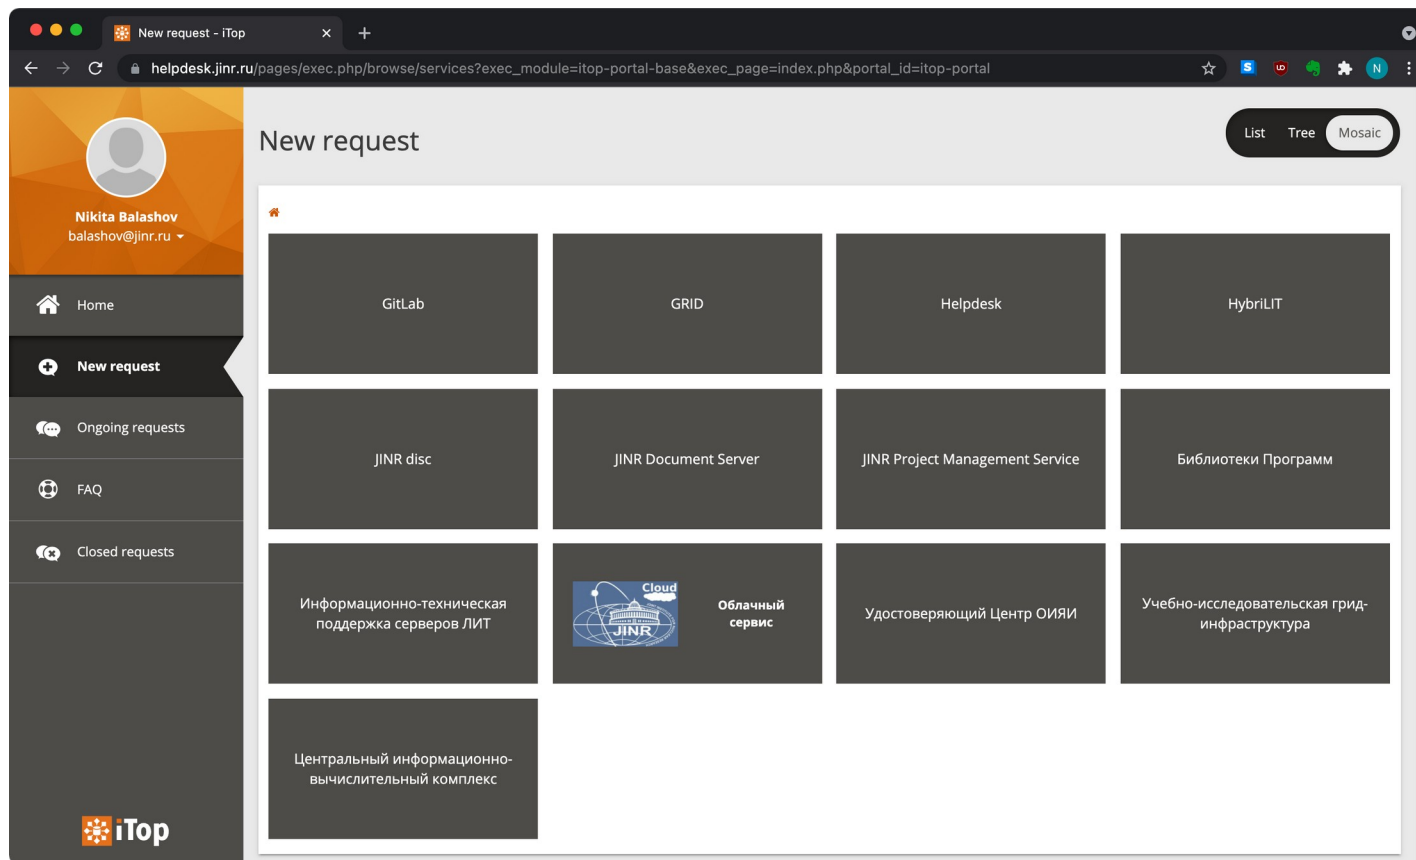 New request - iTop
helpdesk.jinr.ru/pages/exec.php/browse/services?exec_module=itop-portal-base&exec_page=index.php&portal_id=itop-portal
S
UD
N
Nikita Balashov
balashov@jinr.ru
Home
New request
Ongoing requests
FAQ
Closed requests
iTop
New request
List Tree Mosaic
GitLab
GRID
Helpdesk
HybriLIT
JINR disc
JINR Document Server
JINR Project Management Service
Библиотеки Программ
Информационно-техническая
поддержка серверов ЛИТ
Cloud
JINR
Облачный
сервис
Удостоверяющий Центр ОИЯИ
Учебно-исследовательская грид-
инфраструктура
Центральный информационно-
вычислительный комплекс